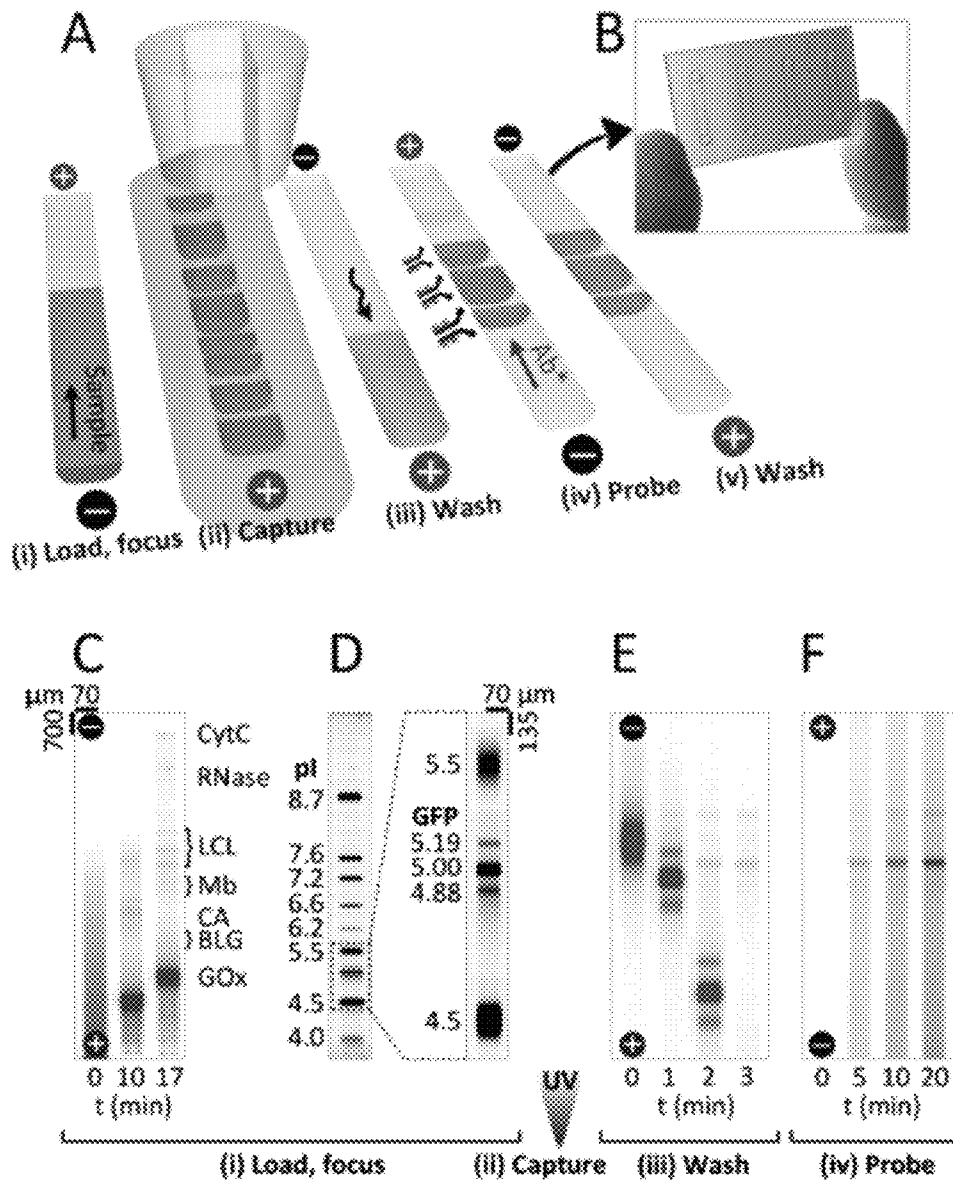 A
B
Sample
Ab*
(i) Load, focus
(ii) Capture
(iii) Wash
(iv) Probe
(v) Wash
C
D
E
F
µm 70
700
CytC
RNase
LCL
Mb
CA
BLG
GOx
0 10 17
t (min)
pI
8.7
7.6
7.2
6.6
6.2
5.5
4.5
4.0
70 µm
135
5.5
GFP
5.19
5.00
4.88
4.5
UV
0 1 2 3
t (min)
0 5 10 20
t (min)
(i) Load, focus
(ii) Capture
(iii) Wash
(iv) Probe